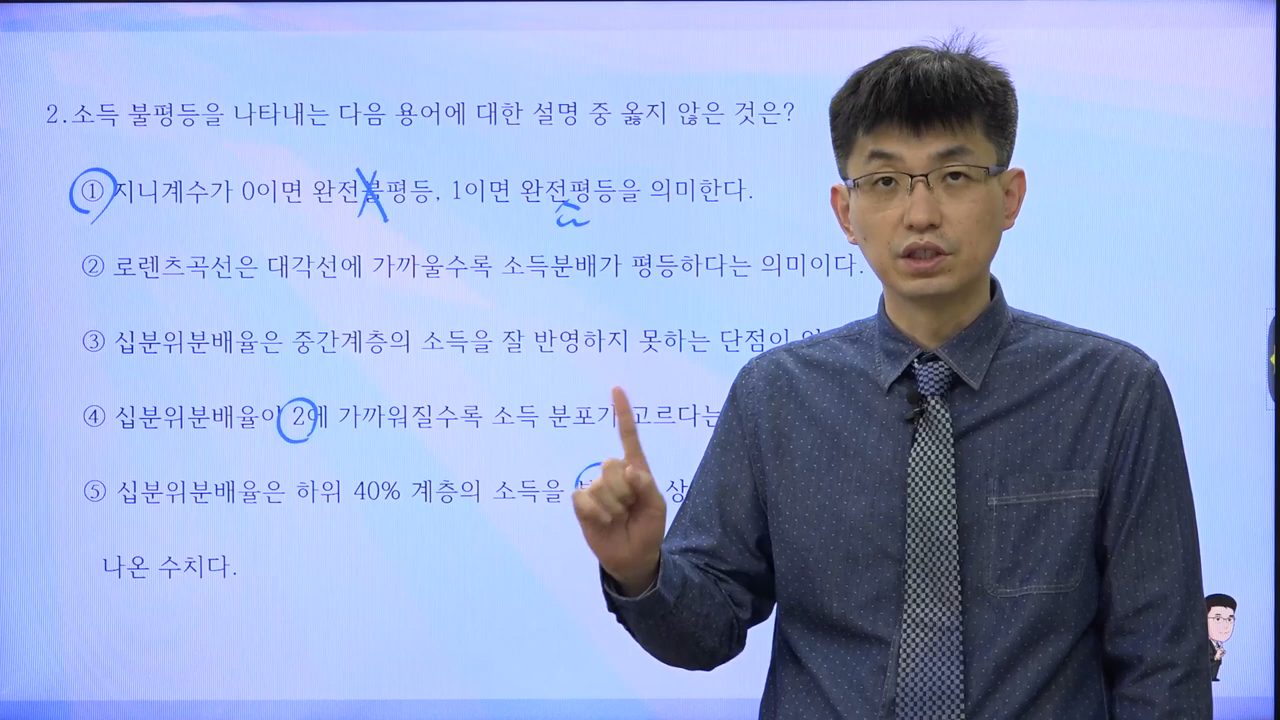 2.소득 불평등을 나타내는 다음 용어에 대한 설명 중 옳지 않은 것은?
① 지니계수가 0이면 완전불평등, 1이면 완전평등을 의미한다.
② 로렌츠곡선은 대각선에 가까울수록 소득분배가 평등하다는 의미이다.
③ 십분위분배율은 중간계층의 소득을 잘 반영하지 못하는 단점이
④ 십분위분배율이 2에 가까워질수록 소득 분포가 고르다는
⑤ 십분위분배율은 하위 40% 계층의 소득을
나온 수치다.